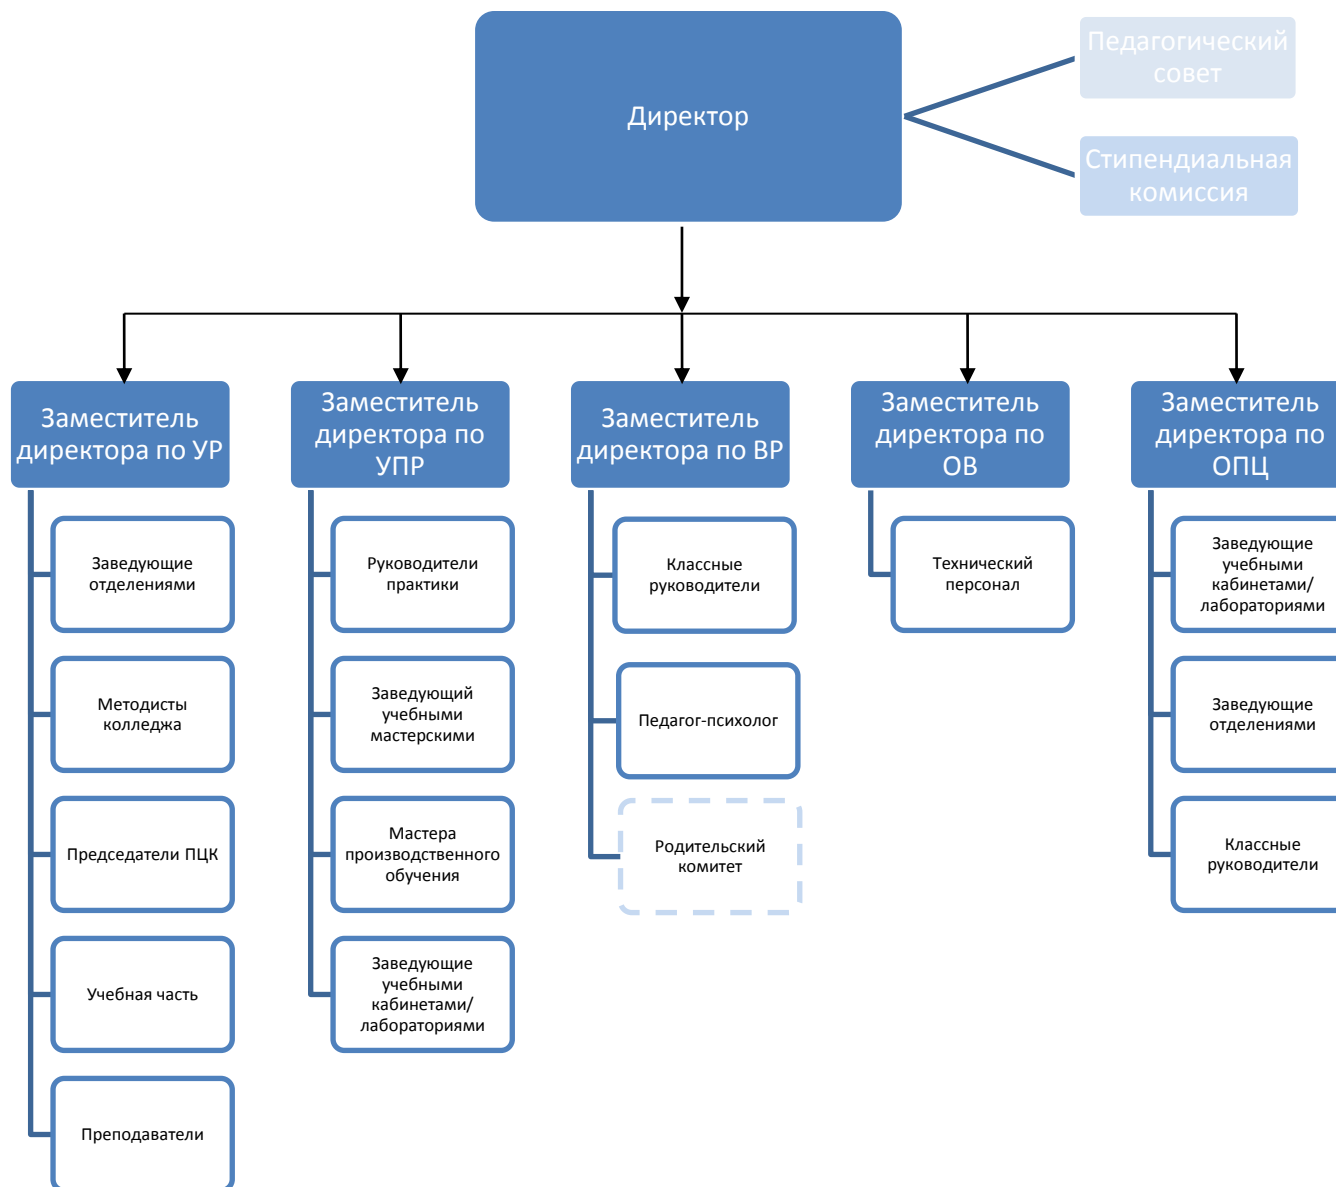 Директор
Педагогический
совет
Стипендиальная
комиссия
Заместитель
директора по УР
Заместитель
директора по
УПР
Заместитель
директора по ВР
Заместитель
директора по
ОВ
Заместитель
директора по
ОПЦ
Заведующие
отделениями
Методисты
колледжа
Председатели ПЦК
Учебная часть
Преподаватели
Руководители
практики
Заведующий
учебными
мастерскими
Мастера
производственного
обучения
Заведующие
учебными
кабинетами/
лабораториями
Классные
руководители
Педагог-психолог
Родительский
комитет
Технический
персонал
Заведующие
учебными
кабинетами/
лабораториями
Заведующие
отделениями
Классные
руководители